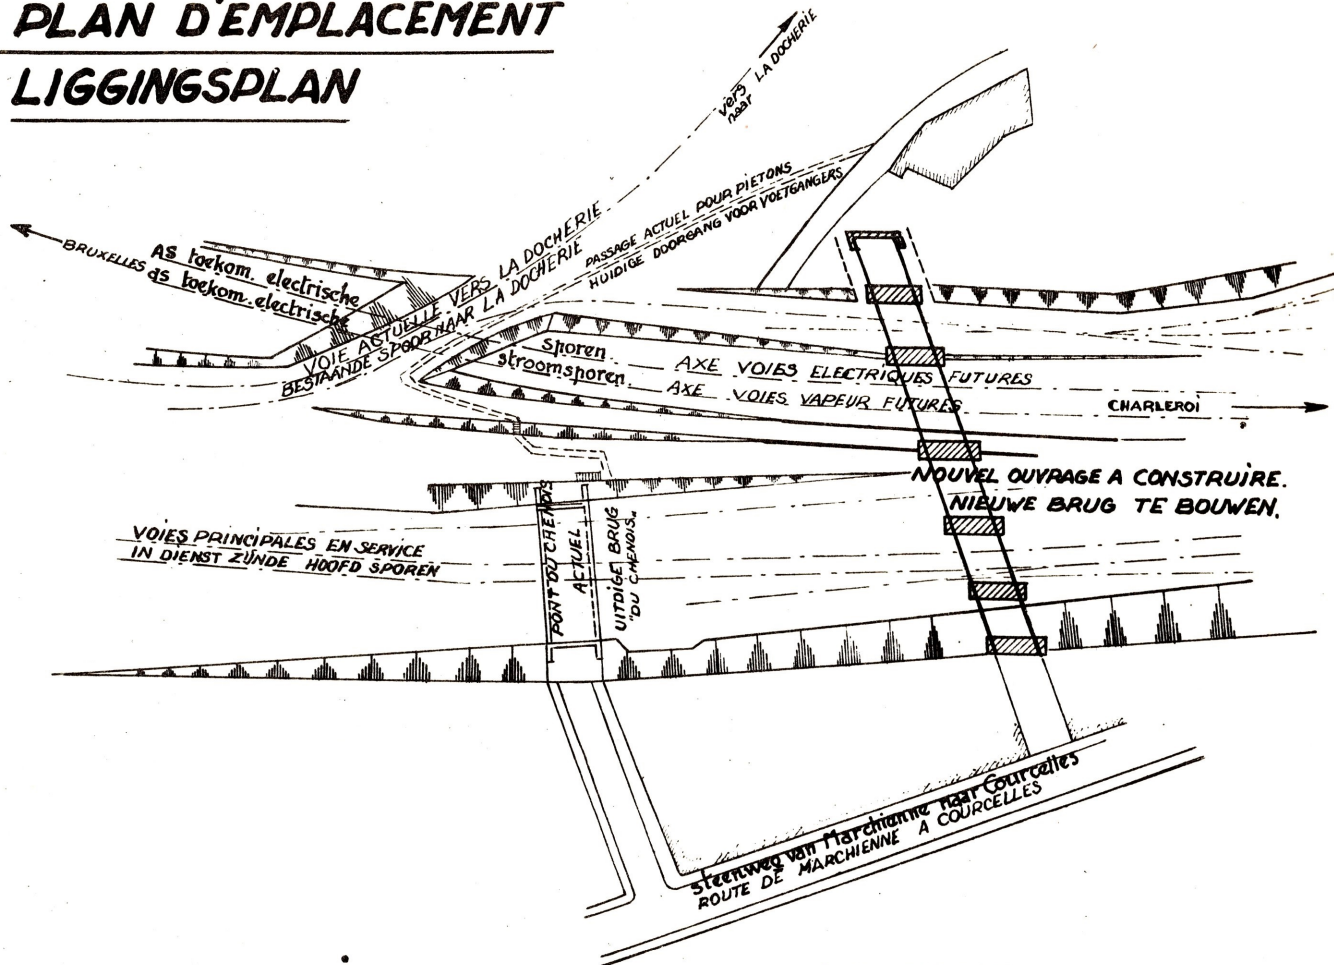 PLAN D'EMPLACEMENT
LIGGINGSPLAN
vers LA DOCHERIE
naar
BRUXELLES
As toekom. electrische
as toekom. electrische
VOIE ACTUELLE VERS LA DOCHERIE
BESTAANDE SPOOR NAAR LA DOCHERIE
PASSAGE ACTUEL POUR PIETONS
HUIDIGE DOORGANG VOOR VOETGANGERS
sporen
stroomsporen.
AXE VOIES ELECTRIQUES FUTURES
AXE VOIES VAPEUR FUTURES
CHARLEROI
NOUVEL OUVRAGE A CONSTRUIRE.
NIEUWE BRUG TE BOUWEN.
VOIES PRINCIPALES EN SERVICE
IN DIENST ZIJNDE HOOFD SPOREN
PONT DU CHENOIS
ACTUEL
UITDIGE BRUG
"DU CHENOIS"
steenweg van Marchienne naar Courcelles
ROUTE DE MARCHIENNE A COURCELLES